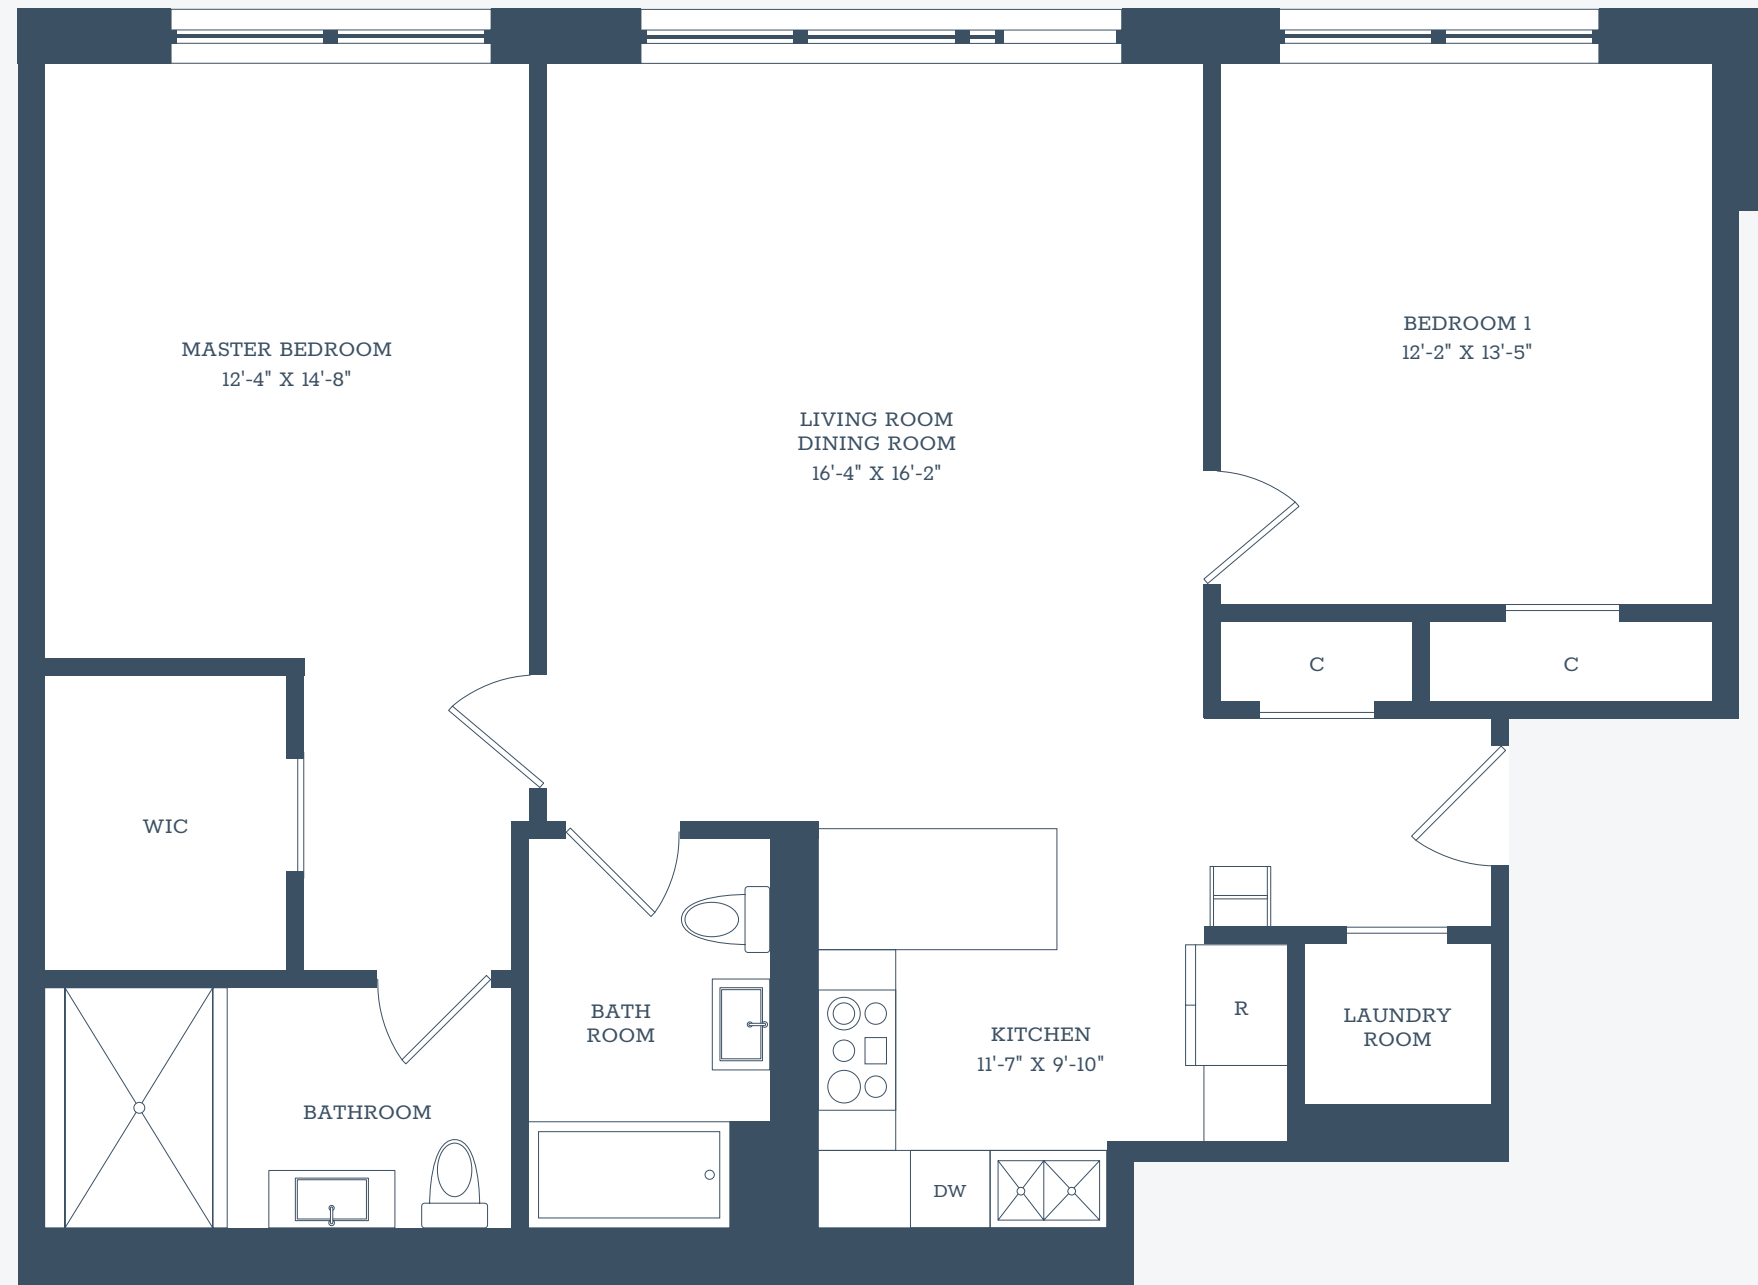 MASTER BEDROOM
12'-4" X 14'-8"
LIVING ROOM
DINING ROOM
16'-4" X 16'-2"
BEDROOM 1
12'-2" X 13'-5"
C
C
WIC
BATH
ROOM
BATHROOM
KITCHEN
11'-7" X 9'-10"
R
LAUNDRY
ROOM
DW